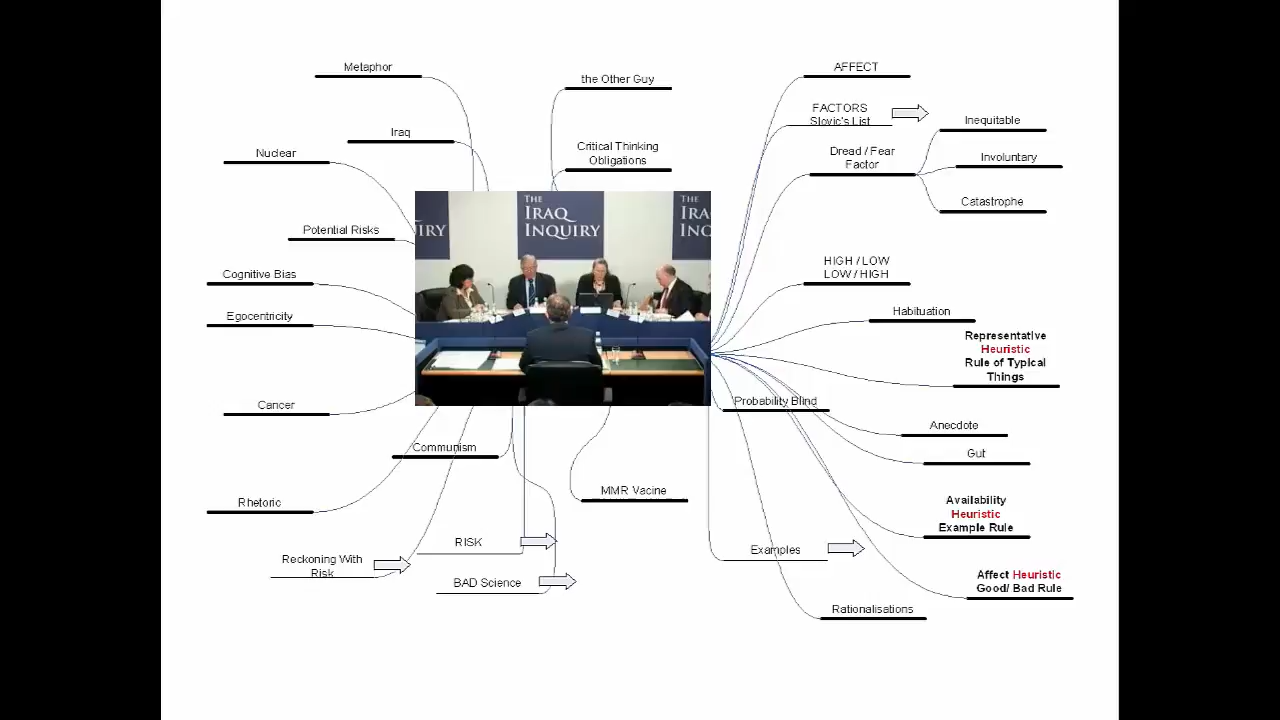 Metaphor
the Other Guy
AFFECT
Iraq
FACTORS
Slovic's List
Inequitable
Nuclear
Critical Thinking
Obligations
Dread / Fear
Factor
Involuntary
Catastrophe
Potential Risks
THE
IRAQ
INQUIRY
IRY
THE
IRA
INQ
Cognitive Bias
HIGH / LOW
LOW / HIGH
Egocentricity
Habituation
Representative
Heuristic
Rule of Typical
Things
Cancer
Probability Blind
Anecdote
Communism
Gut
Rhetoric
MMR Vacine
Availability
Heuristic
Example Rule
Reckoning With
Risk
RISK
Examples
BAD Science
Affect Heuristic
Good/ Bad Rule
Rationalisations